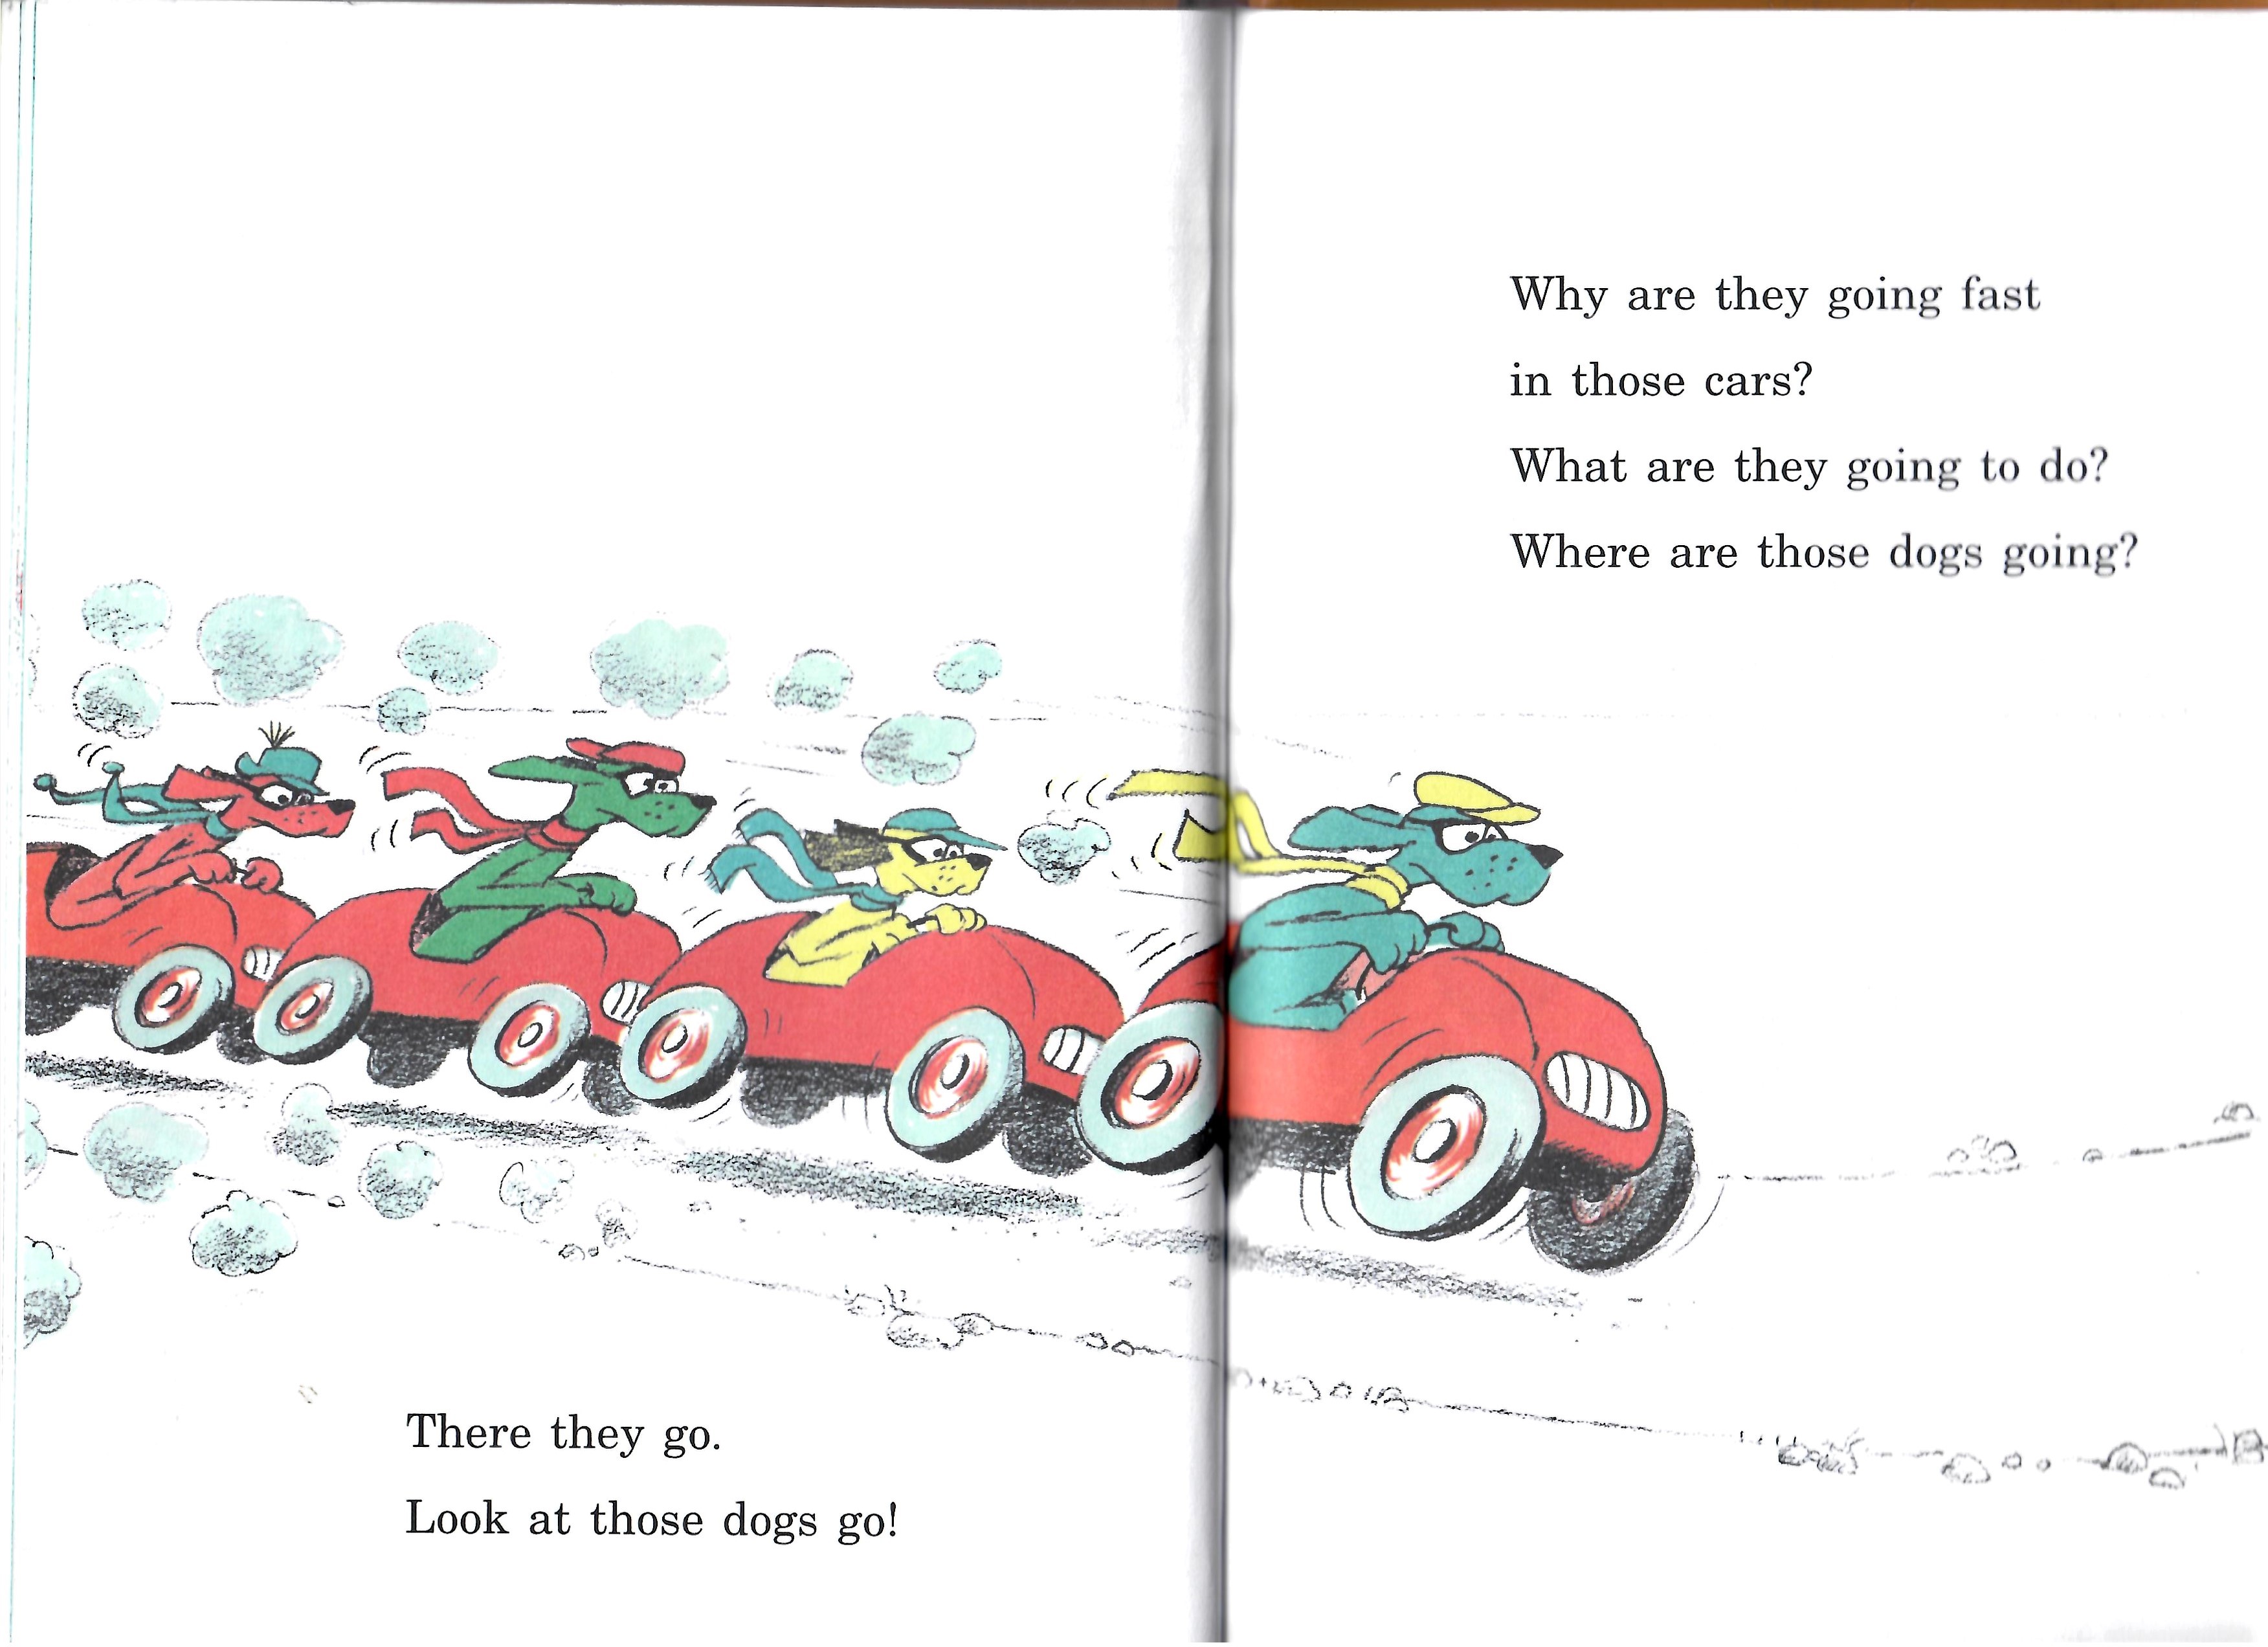 There they go.
Look at those dogs go!
Why are they going fast
in those cars?
What are they going to do?
Where are those dogs going?